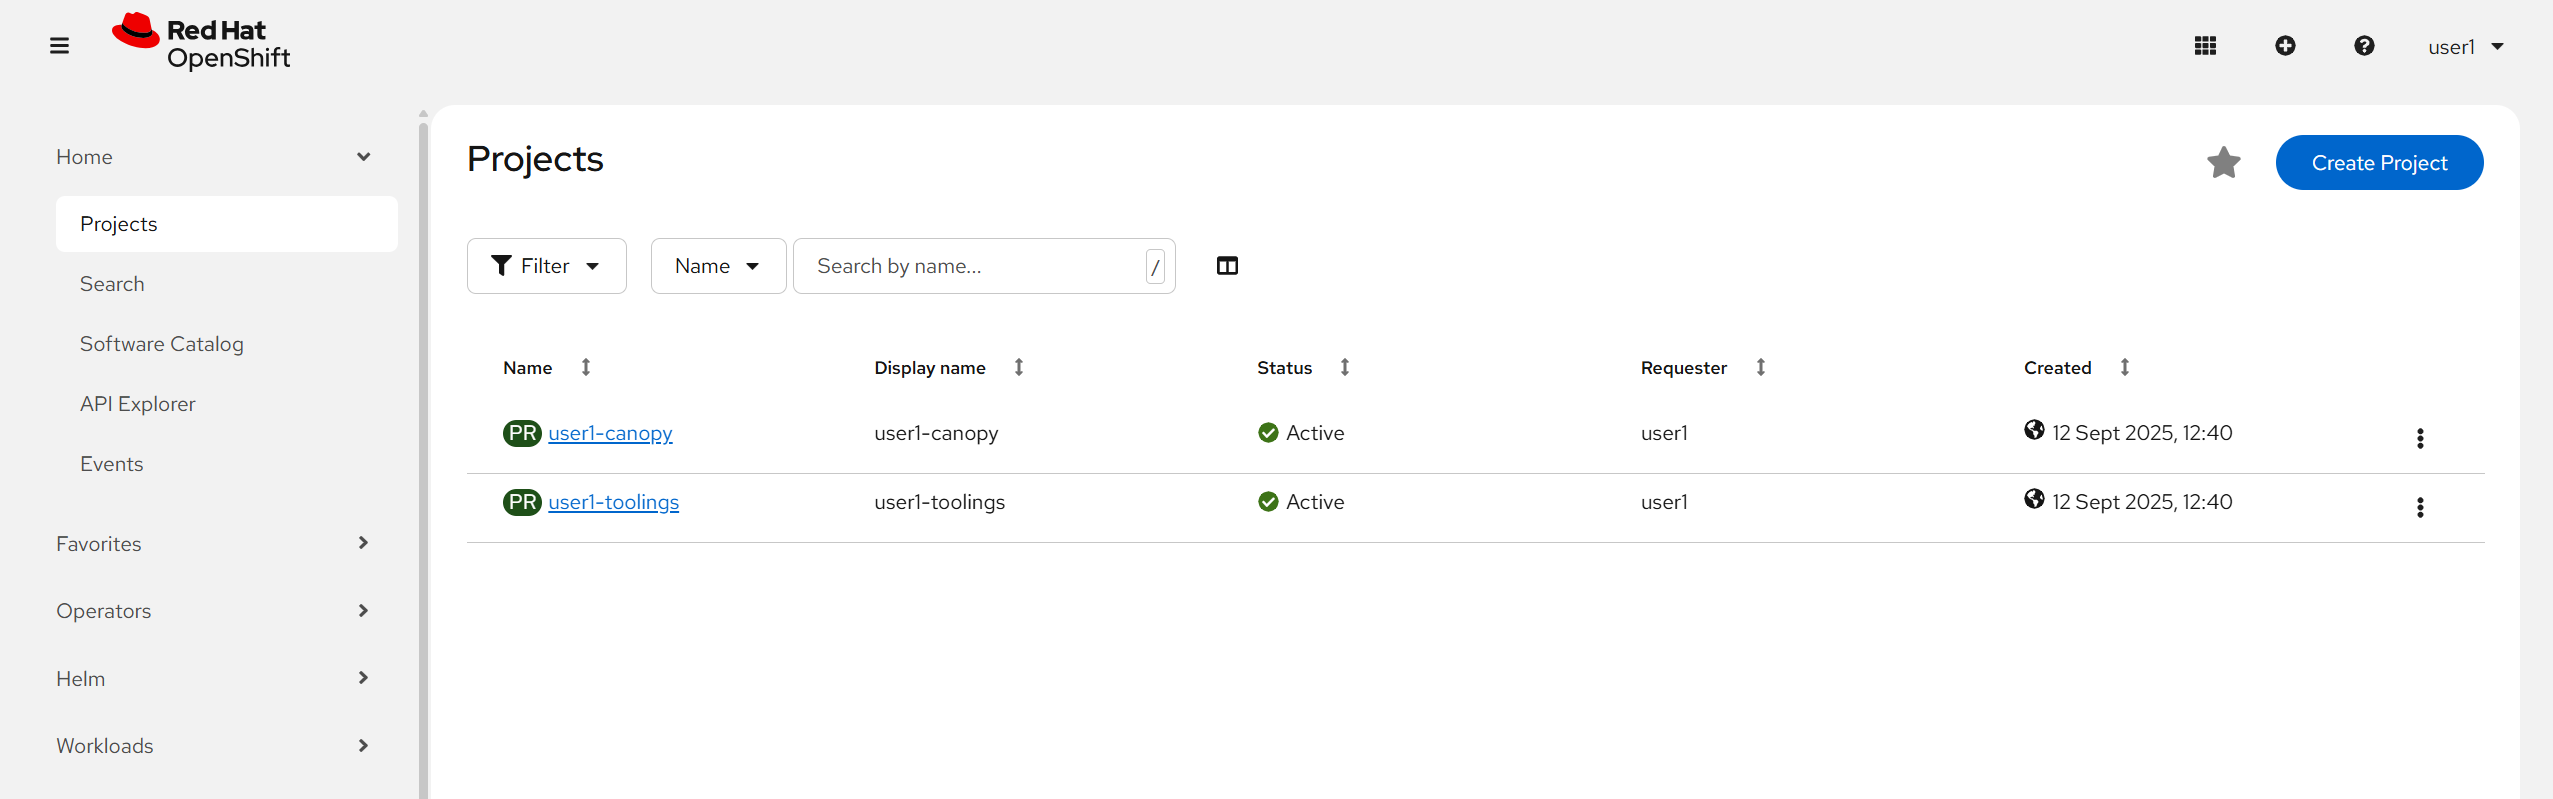 Red Hat
OpenShift
user1
Home
Projects
Search
Software Catalog
API Explorer
Events
Favorites
Operators
Helm
Workloads
Projects
Create Project
Filter
Name
Search by name...
/
Name
Display name
Status
Requester
Created
PR user1-canopy
user1-canopy
Active
user1
12 Sept 2025, 12:40
PR user1-toolings
user1-toolings
Active
user1
12 Sept 2025, 12:40